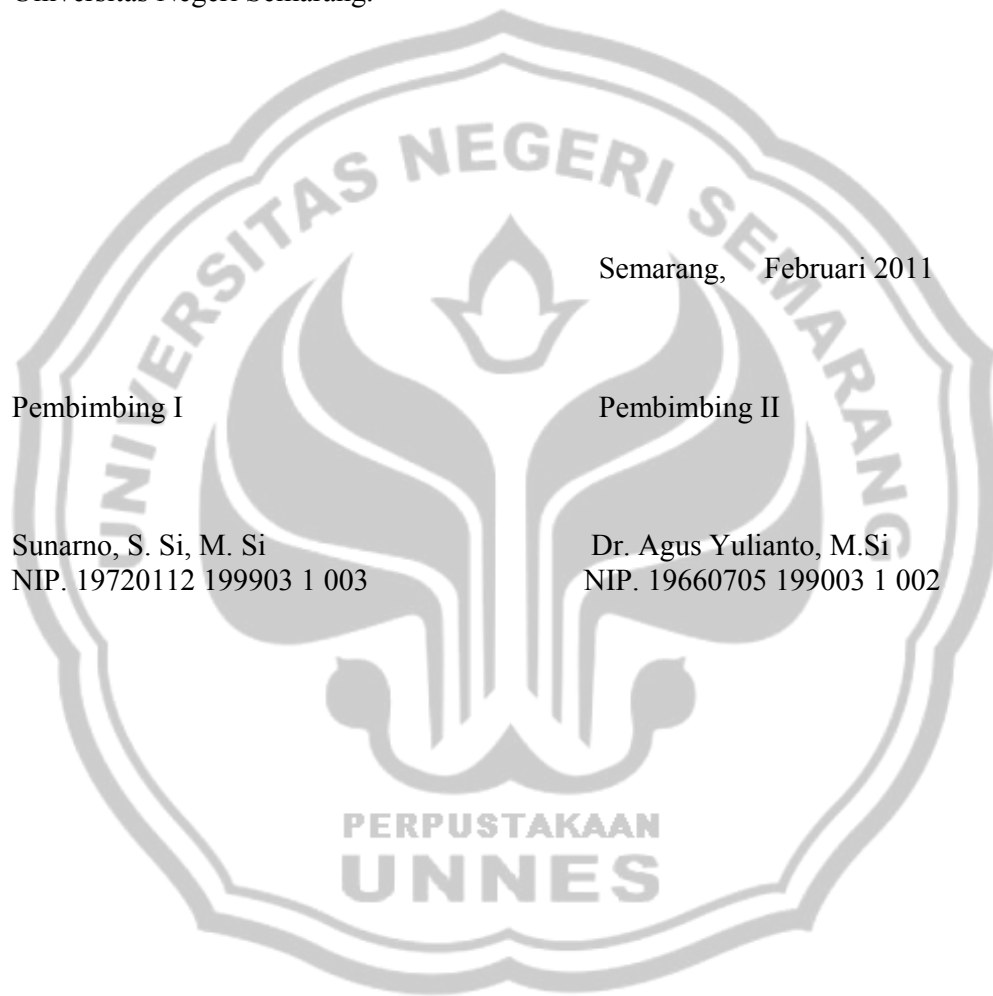 Universitas Negeri Semarang.
UNIVERSITAS NEGERI SEMARANG
Semarang, Februari 2011
Pembimbing I Pembimbing II
Sunarno, S. Si, M. Si Dr. Agus Yulianto, M.Si
NIP. 19720112 199903 1 003 NIP. 19660705 199003 1 002
PERPUSTAKAAN
UNNES